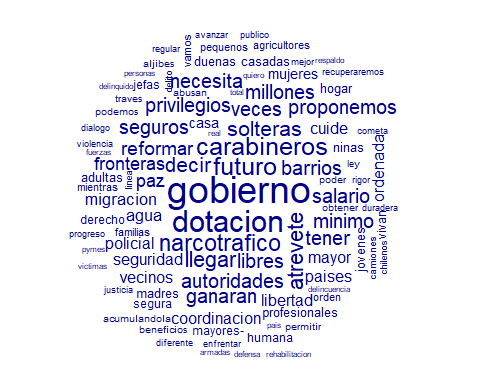 avanzar publico
regular vamos pequenos agricultores
aljibes duenas casadas mejor respaldo
personas delito necesita mujeres quiero recuperaremos
delinquido jefas abusan total millones hogar
traves privilegios veces proponemos
podemos casa
dialogo seguros real solteras cuide cometa
violencia reformar carabineros ninas ordenada
fuerzas fronteras decir futuro barrios ley
adultas linea paz poder rigor
mientras gobierno salario obtener duradera
migracion
derecho agua dotacion minimo vivan
progreso familias atrevete tener jovenes
pymes policial narcotrafico camiones chilenos
victimas seguridad llegar libres mayor
vecinos autoridades paises
justicia madres ganaran delincuencia
segura libertad orden
acumulandola coordinacion profesionales
beneficios mayores- pais permitir
diferente enfrentar humana
armadas defensa rehabilitacion